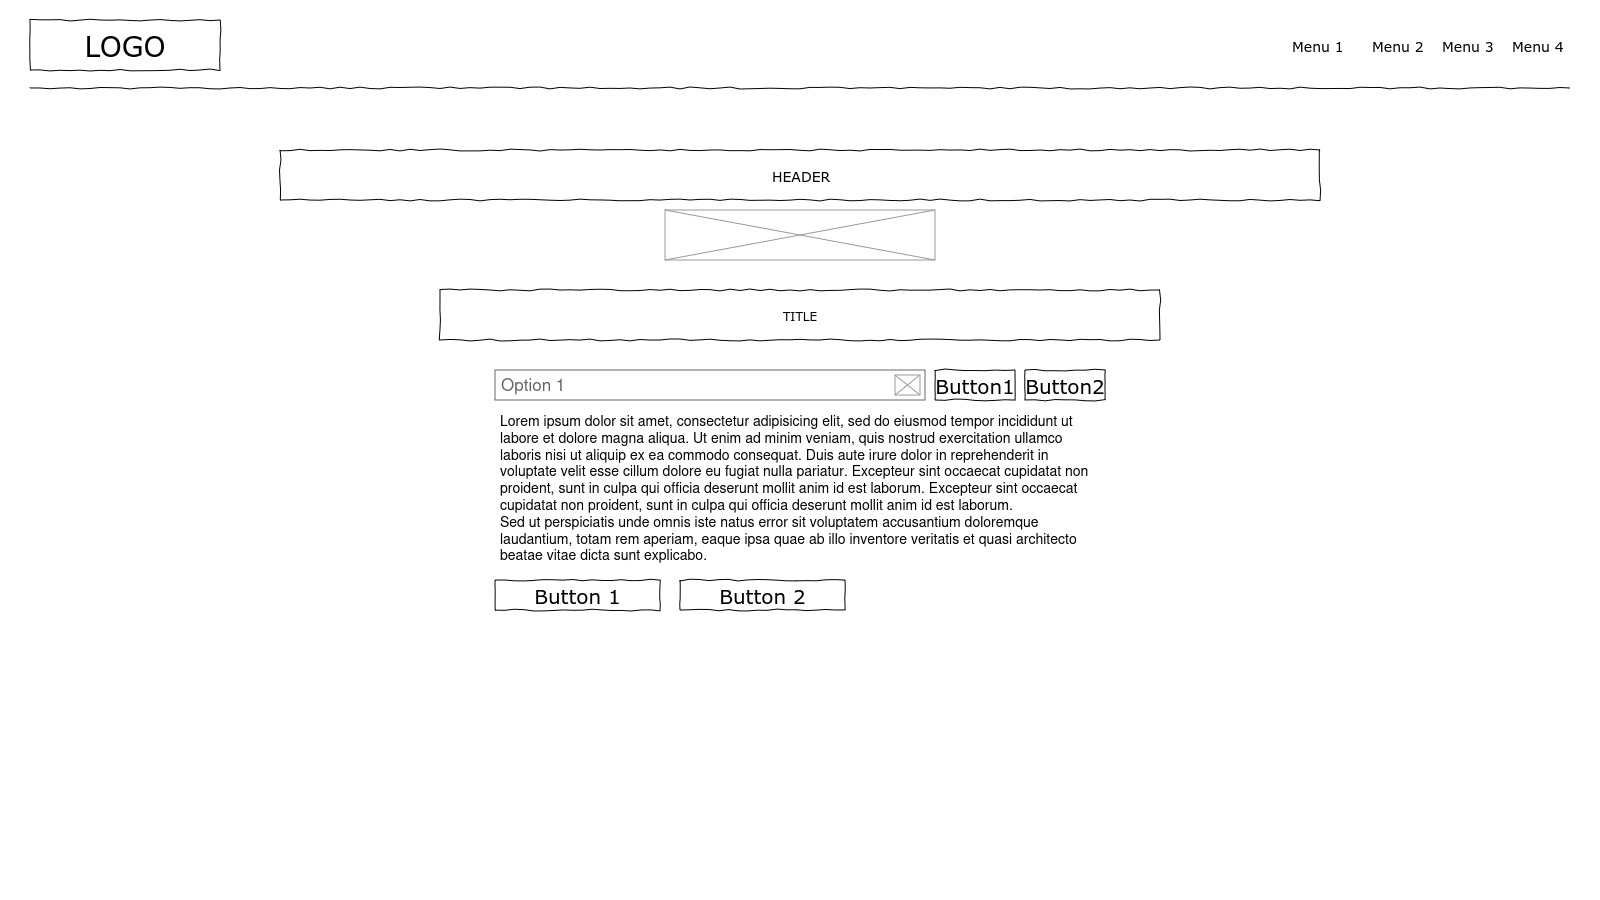 LOGO
Menu 1 Menu 2 Menu 3 Menu 4
HEADER
TITLE
Option 1 Button1 Button2
Lorem ipsum dolor sit amet, consectetur adipisicing elit, sed do eiusmod tempor incididunt ut
labore et dolore magna aliqua. Ut enim ad minim veniam, quis nostrud exercitation ullamco
laboris nisi ut aliquip ex ea commodo consequat. Duis aute irure dolor in reprehenderit in
voluptate velit esse cillum dolore eu fugiat nulla pariatur. Excepteur sint occaecat cupidatat non
proident, sunt in culpa qui officia deserunt mollit anim id est laborum. Excepteur sint occaecat
cupidatat non proident, sunt in culpa qui officia deserunt mollit anim id est laborum.
Sed ut perspiciatis unde omnis iste natus error sit voluptatem accusantium doloremque
laudantium, totam rem aperiam, eaque ipsa quae ab illo inventore veritatis et quasi architecto
beatae vitae dicta sunt explicabo.
Button 1 Button 2